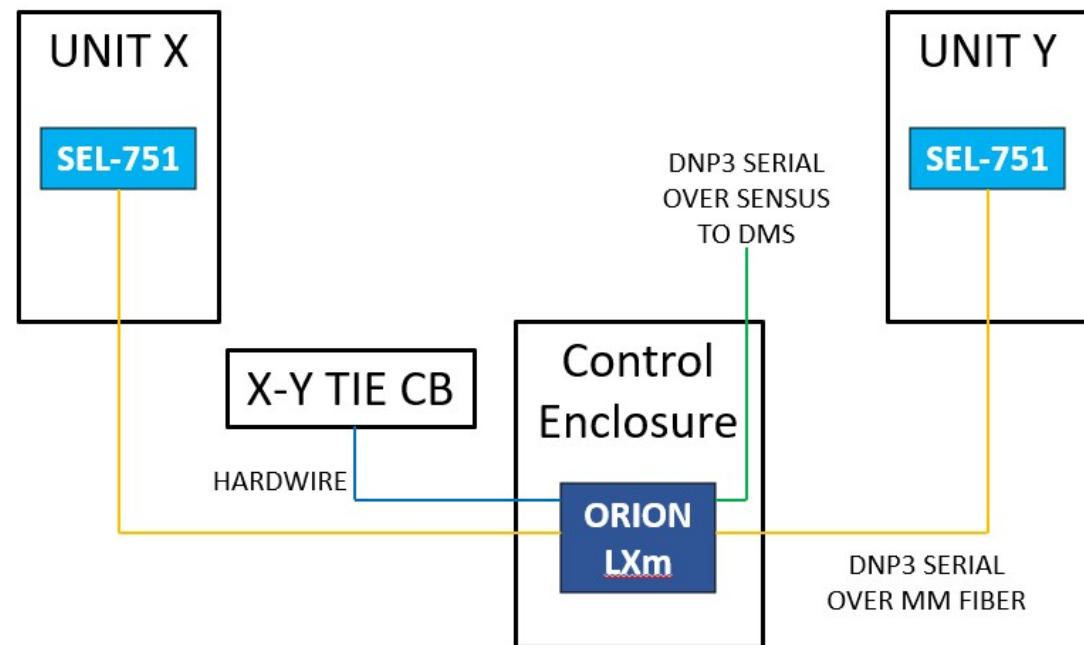 UNIT X
SEL-751
UNIT Y
SEL-751
DNP3 SERIAL
OVER SENSUS
TO DMS
X-Y TIE CB
HARDWIRE
Control
Enclosure
ORION
LXm
DNP3 SERIAL
OVER MM FIBER